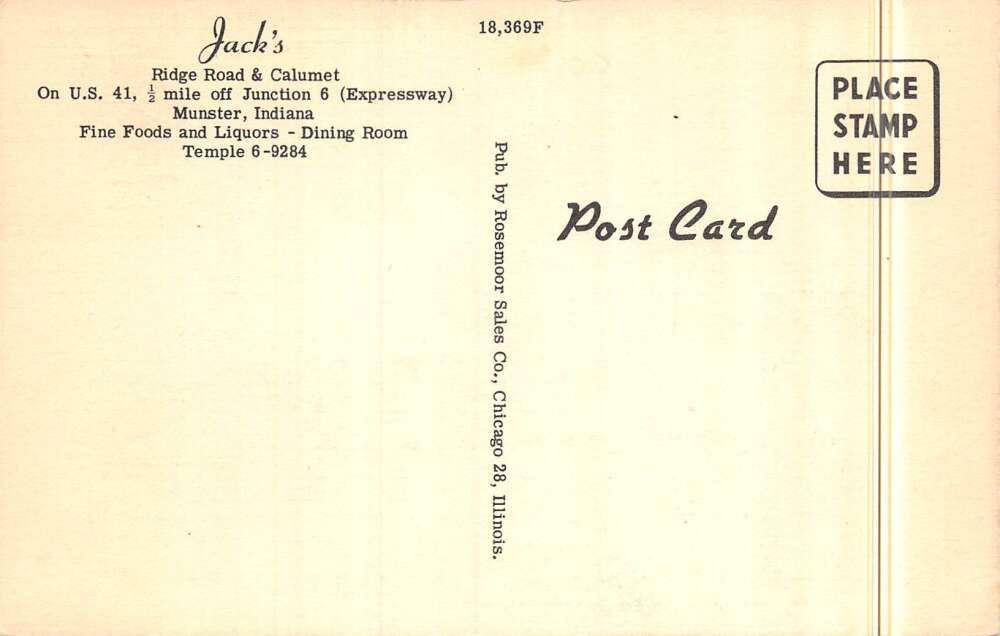 Jack's
Ridge Road & Calumet
On U.S. 41, ½ mile off Junction 6 (Expressway)
Munster, Indiana
Fine Foods and Liquors - Dining Room
Temple 6-9284
18,369F
Pub. by Rosemoor Sales Co., Chicago 28, Illinois.
Post Card
PLACE
STAMP
HERE